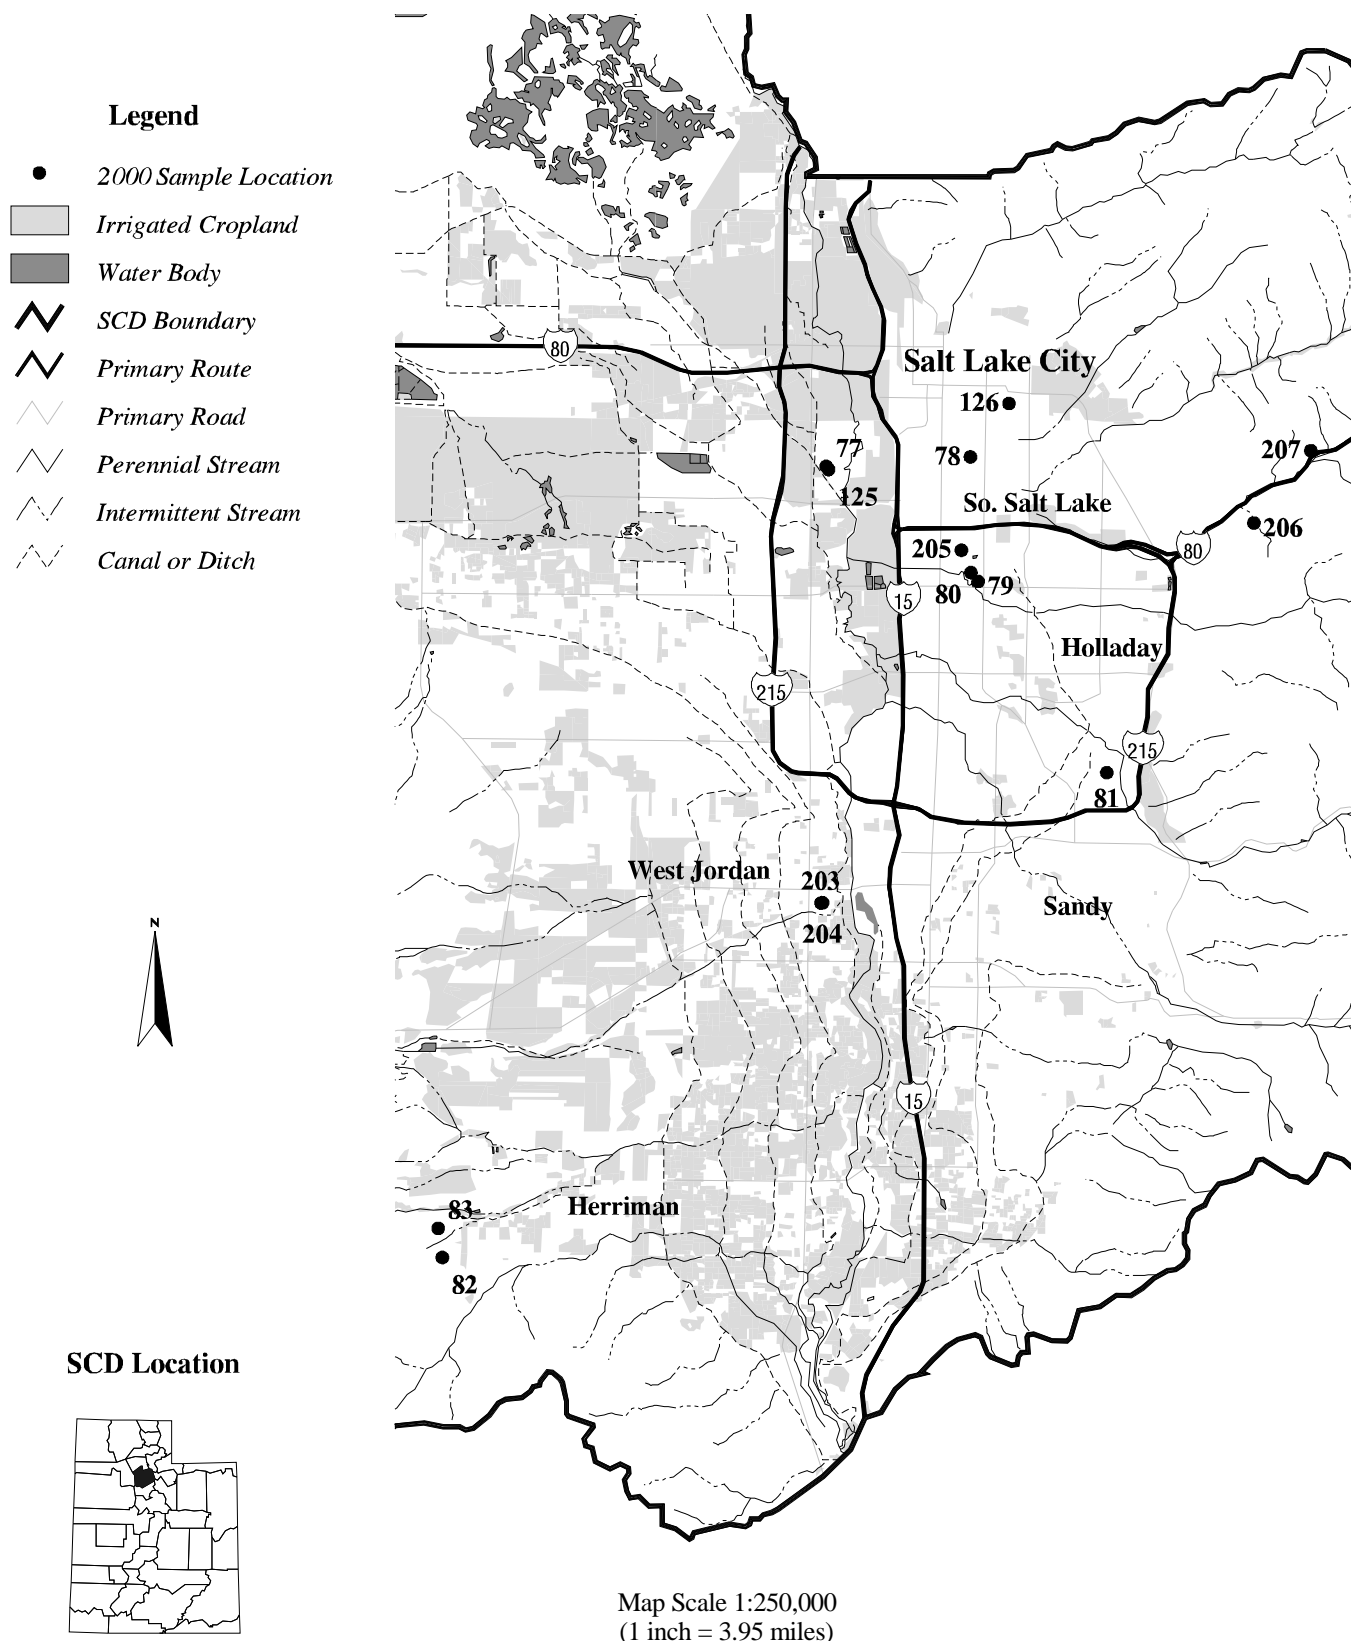 Legend
2000 Sample Location
Irrigated Cropland
Water Body
SCD Boundary
Primary Route
Primary Road
Perennial Stream
Intermittent Stream
Canal or Ditch
N
SCD Location
80
Salt Lake City
126
77
78
207
125
So. Salt Lake
206
205
80
80
79
15
Holladay
215
215
81
West Jordan
203
Sandy
204
15
83
Herriman
82
Map Scale 1:250,000
(1 inch = 3.95 miles)